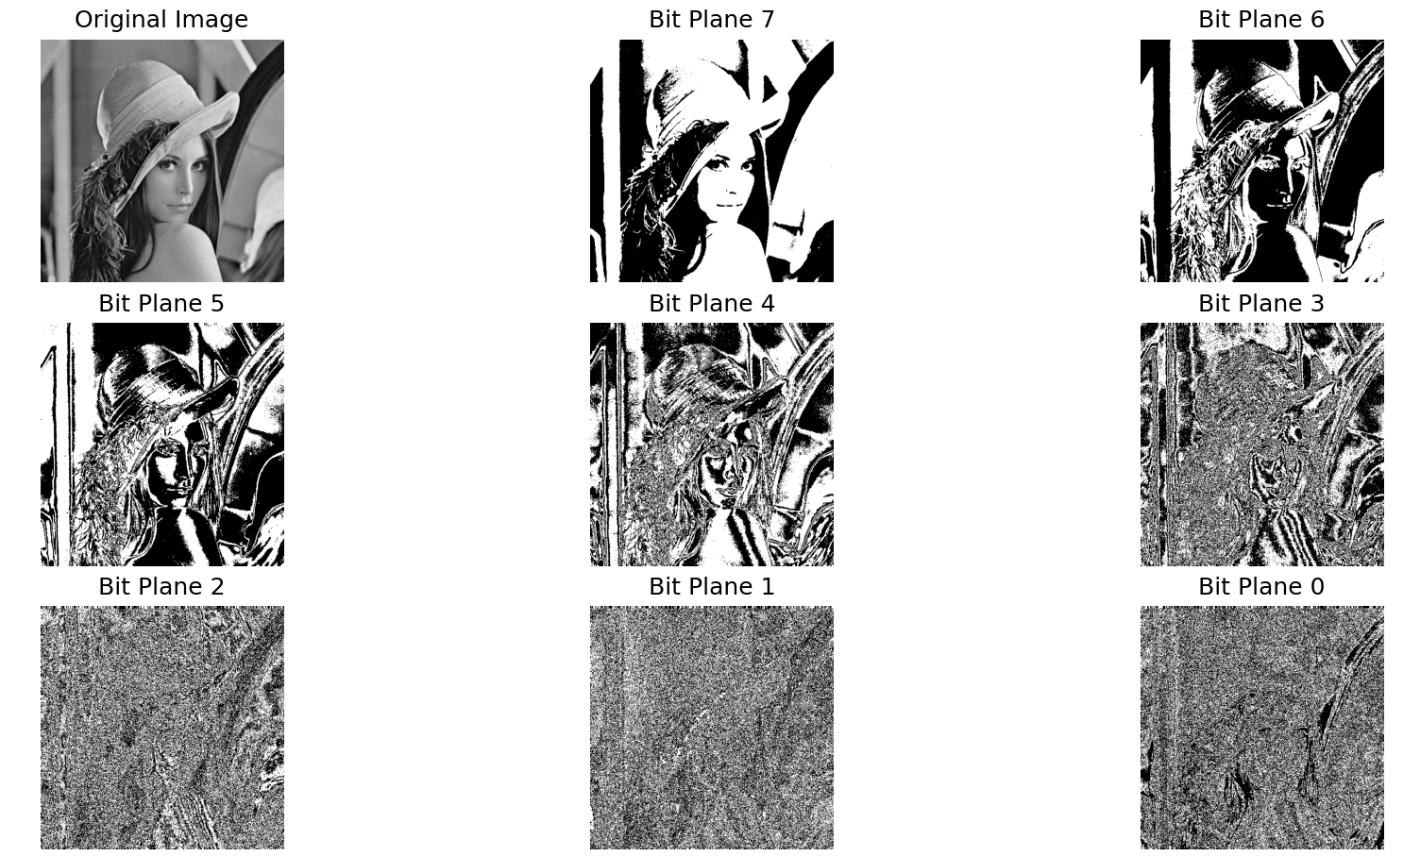 Original Image
Bit Plane 7
Bit Plane 6
Bit Plane 5
Bit Plane 4
Bit Plane 3
Bit Plane 2
Bit Plane 1
Bit Plane 0